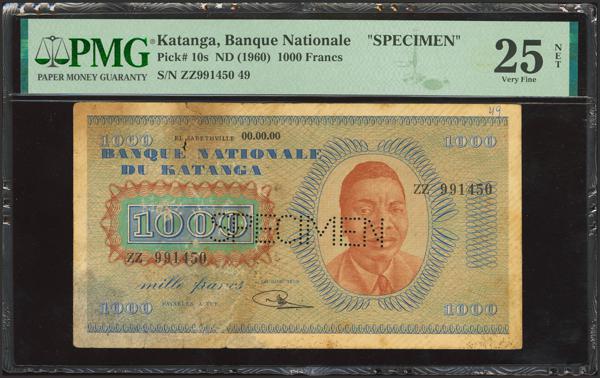 PMG
PAPER MONEY GUARANTY
Katanga, Banque Nationale "SPECIMEN"
Pick# 10s ND (1960) 1000 Francs
S/N ZZ991450 49
25
NET
Very Fine
49
1000
ELISABETHVILLE 00.00.00
1000
BANQUE NATIONALE
DU KATANGA
ZZ 991450
1000
SPECIMEN
ZZ 991450
mille francs
1000
PAYABLES A VUE
1000